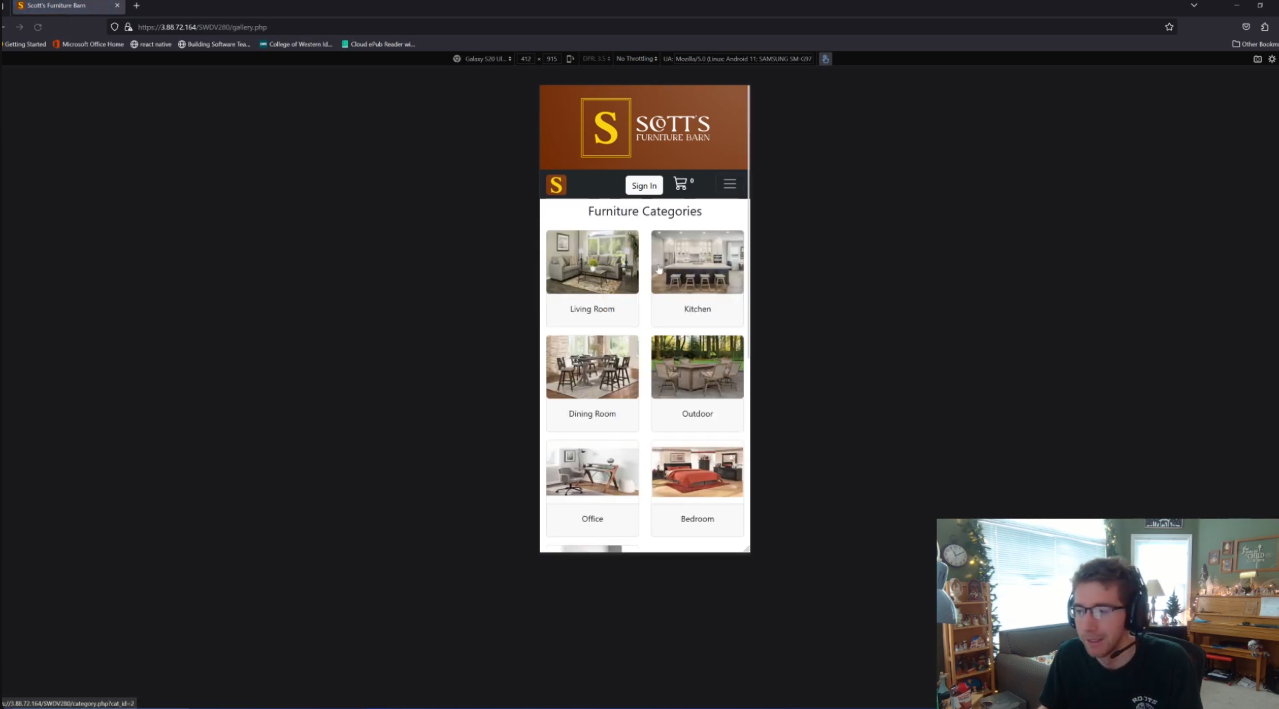 Scott's Furniture Barn
https://3.88.72.164/SWDV280/gallery.php
Getting Started Microsoft Office Home react native Building Software Tea... College of Western Id... Cloud ePub Reader wi... Other Bookm
Galaxy S20 Ul... 412 × 915 DPR: 3.5 No Throttling UA: Mozilla/5.0 (Linux; Android 11; SAMSUNG SM-G97
S SCOTT'S
FURNITURE BARN
S Sign In 0
Furniture Categories
Living Room Kitchen
Dining Room Outdoor
Office Bedroom
s://3.88.72.164/SWDV280/category.php?cat_id=2
CHILD